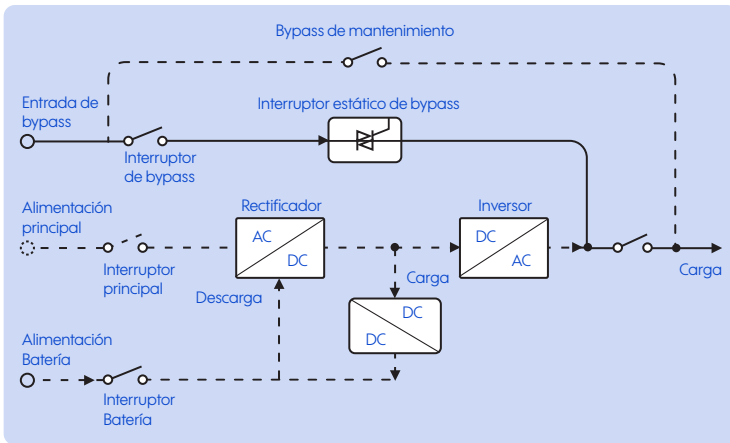 Bypass de mantenimiento
Entrada de
bypass
Interruptor estático de bypass
Interruptor
de bypass
Alimentación
principal
Rectificador
Inversor
AC
DC
DC
AC
Interruptor
principal
Descarga
Carga
Carga
DC
DC
Alimentación
Batería
Interruptor
Batería